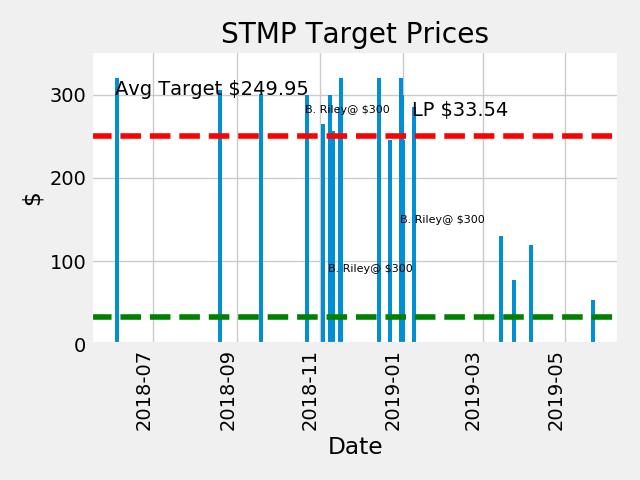 STMP Target Prices
Avg Target $249.95
B. Riley@ $300
LP $33.54
B. Riley@ $300
B. Riley@ $300
$
300
200
100
0
2018-07
2018-09
2018-11
2019-01
2019-03
2019-05
Date